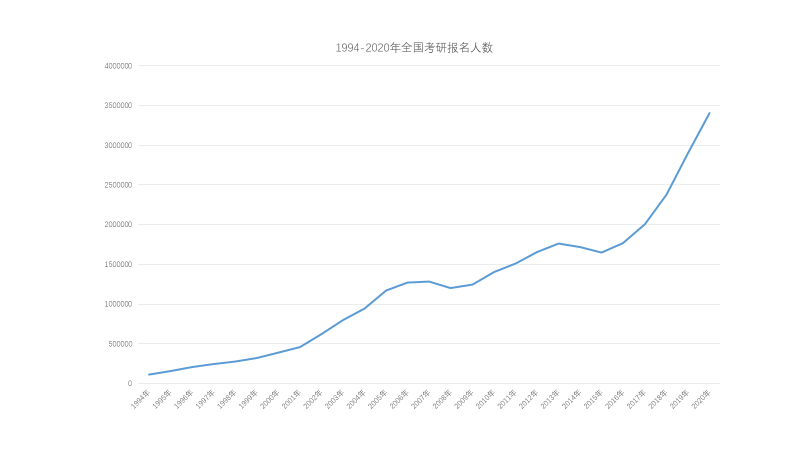 1994-2020年全国考研报名人数
4000000
3500000
3000000
2500000
2000000
1500000
1000000
500000
0
1994年
1995年
1996年
1997年
1998年
1999年
2000年
2001年
2002年
2003年
2004年
2005年
2006年
2007年
2008年
2009年
2010年
2011年
2012年
2013年
2014年
2015年
2016年
2017年
2018年
2019年
2020年